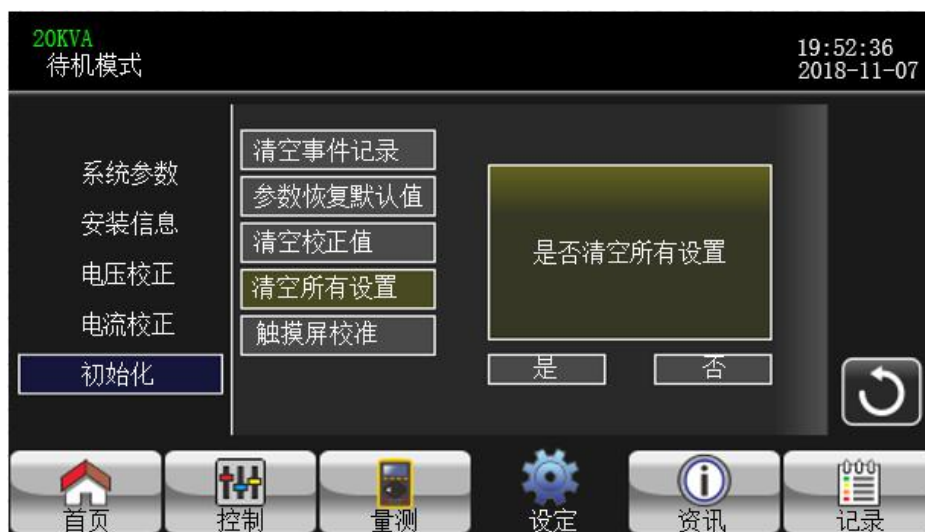 20KVA
待机模式
19:52:36
2018-11-07
系统参数
安装信息
电压校正
电流校正
初始化
清空事件记录
参数恢复默认值
清空校正值
清空所有设置
触摸屏校准
是否清空所有设置
是
否
首页
控制
量测
设定
资讯
记录